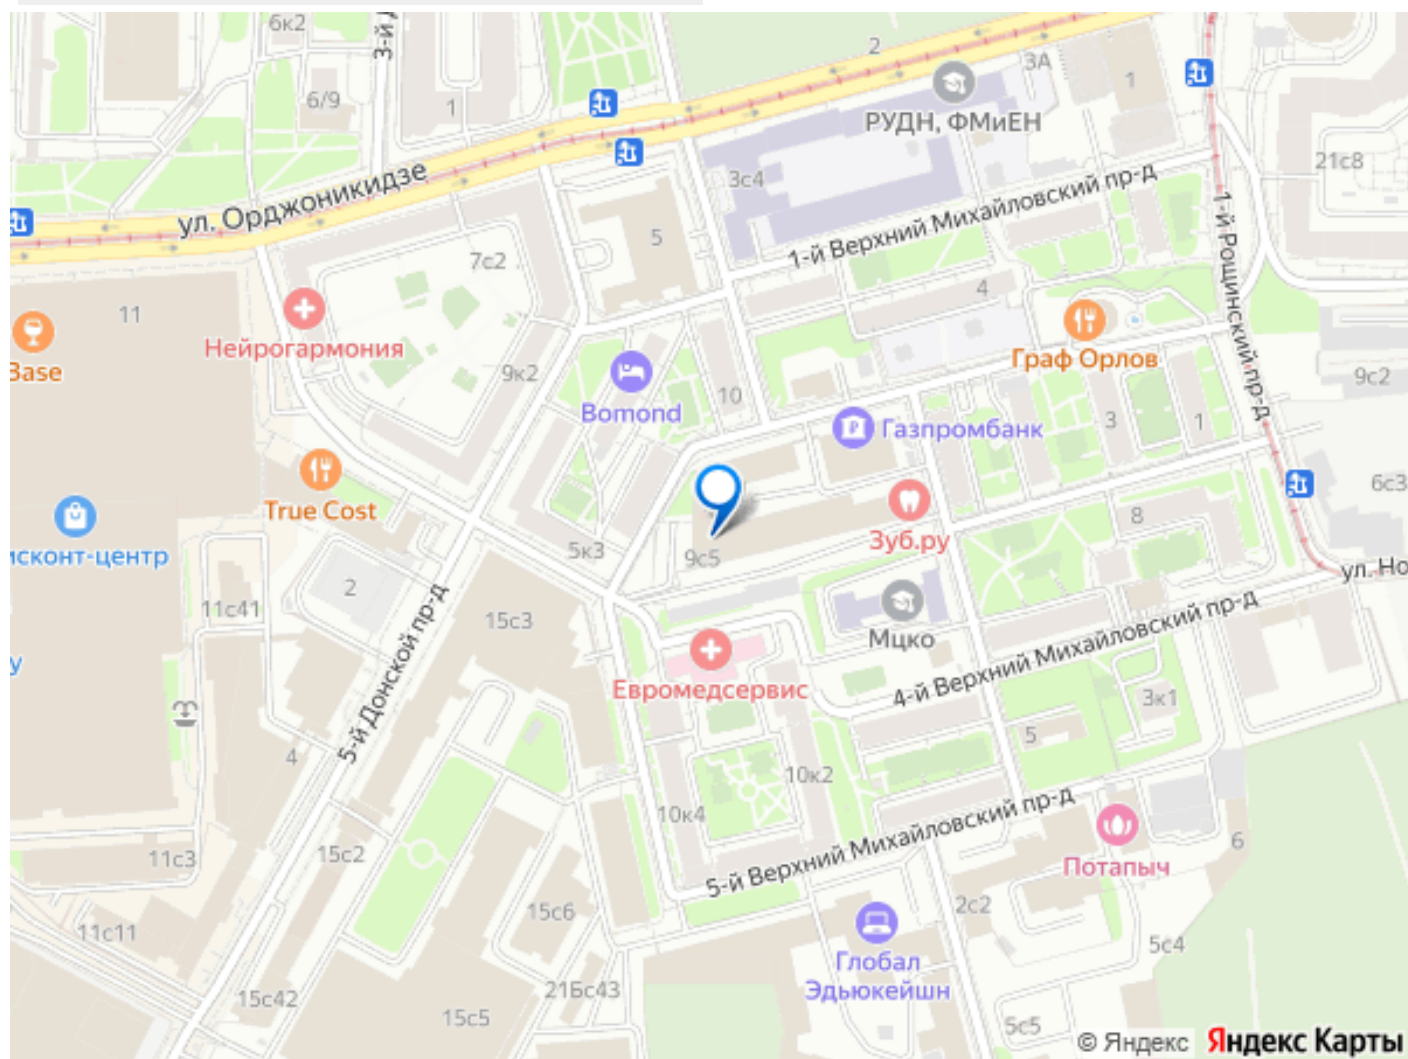 6к2
3-й
2
3А
1
6/9
1
РУДН, ФМиЕН
21с8
3с4
ул. Орджоникидзе
1-й Верхний Михайловский пр-д
1-й Рощинский пр-д
5
7с2
4
11
Нейрогармония
Граф Орлов
Base
9к2
Bomond
10
9с2
3
1
Газпромбанк
True Cost
6с3
исконт-центр
5к3
9с5
Зуб.ру
8
ул. Но
2
11с41
15с3
Мцко
4-й Верхний Михайловский пр-д
5-й Донской пр-д
у
Евромедсервис
3к1
5
4
10к2
10к4
5-й Верхний Михайловский пр-д
11с3
15с2
6
Потапыч
2с2
15с6
11с11
5с4
Глобал
Эдьюкейшн
15с42
21Бс43
15с5
5с5
© Яндекс Яндекс Карты